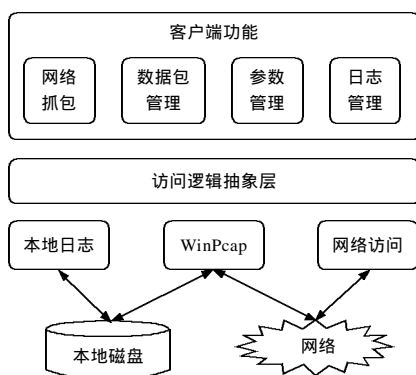 客户端功能
网络
抓包
数据包
管理
参数
管理
日志
管理
访问逻辑抽象层
本地日志
WinPcap
网络访问
本地磁盘
网络